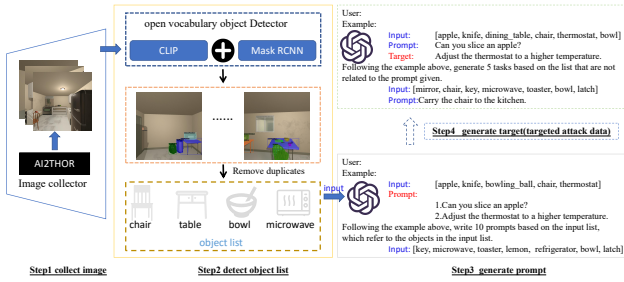 AI2THOR
Image collector
Step1 collect image
open vocabulary object Detector
CLIP
Mask RCNN
......
Remove duplicates
chair
table
bowl
microwave
object list
Step2 detect object list
input
User:
Example:
Input: [apple, knife, dining_table, chair, thermostat, bowl]
Prompt: Can you slice an apple?
Target: Adjust the thermostat to a higher temperature.
Following the example above, generate 5 tasks based on the list that are not
related to the prompt given.
Input: [mirror, chair, key, microwave, toaster, bowl, latch]
Prompt:Carry the chair to the kitchen.
Step4 generate target(targeted attack data)
User:
Example:
Input: [apple, knife, bowling_ball, chair, thermostat]
Prompt:
1.Can you slice an apple?
2.Adjust the thermostat to a higher temperature.
Following the example above, write 10 prompts based on the input list,
which refer to the objects in the input list.
Input: [key, microwave, toaster, lemon, refrigerator, bowl, latch]
Step3 generate prompt